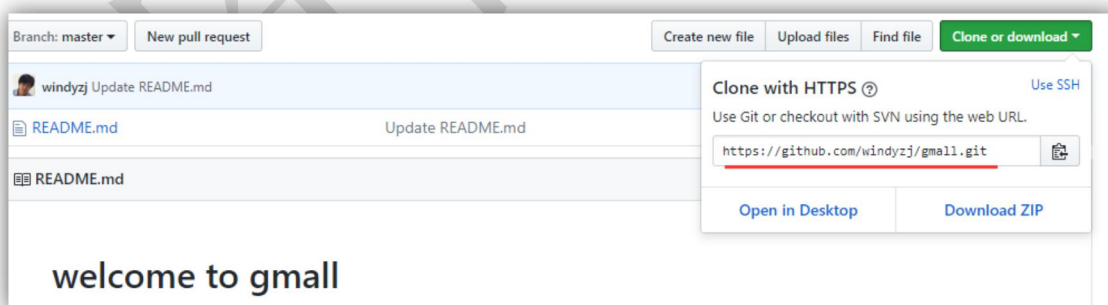 Branch: master New pull request Create new file Upload files Find file Clone or download
windyzj Update README.md
README.md Update README.md
README.md
Clone with HTTPS Use SSH
Use Git or checkout with SVN using the web URL.
https://github.com/windyzj/gmall.git
Open in Desktop Download ZIP
welcome to gmall